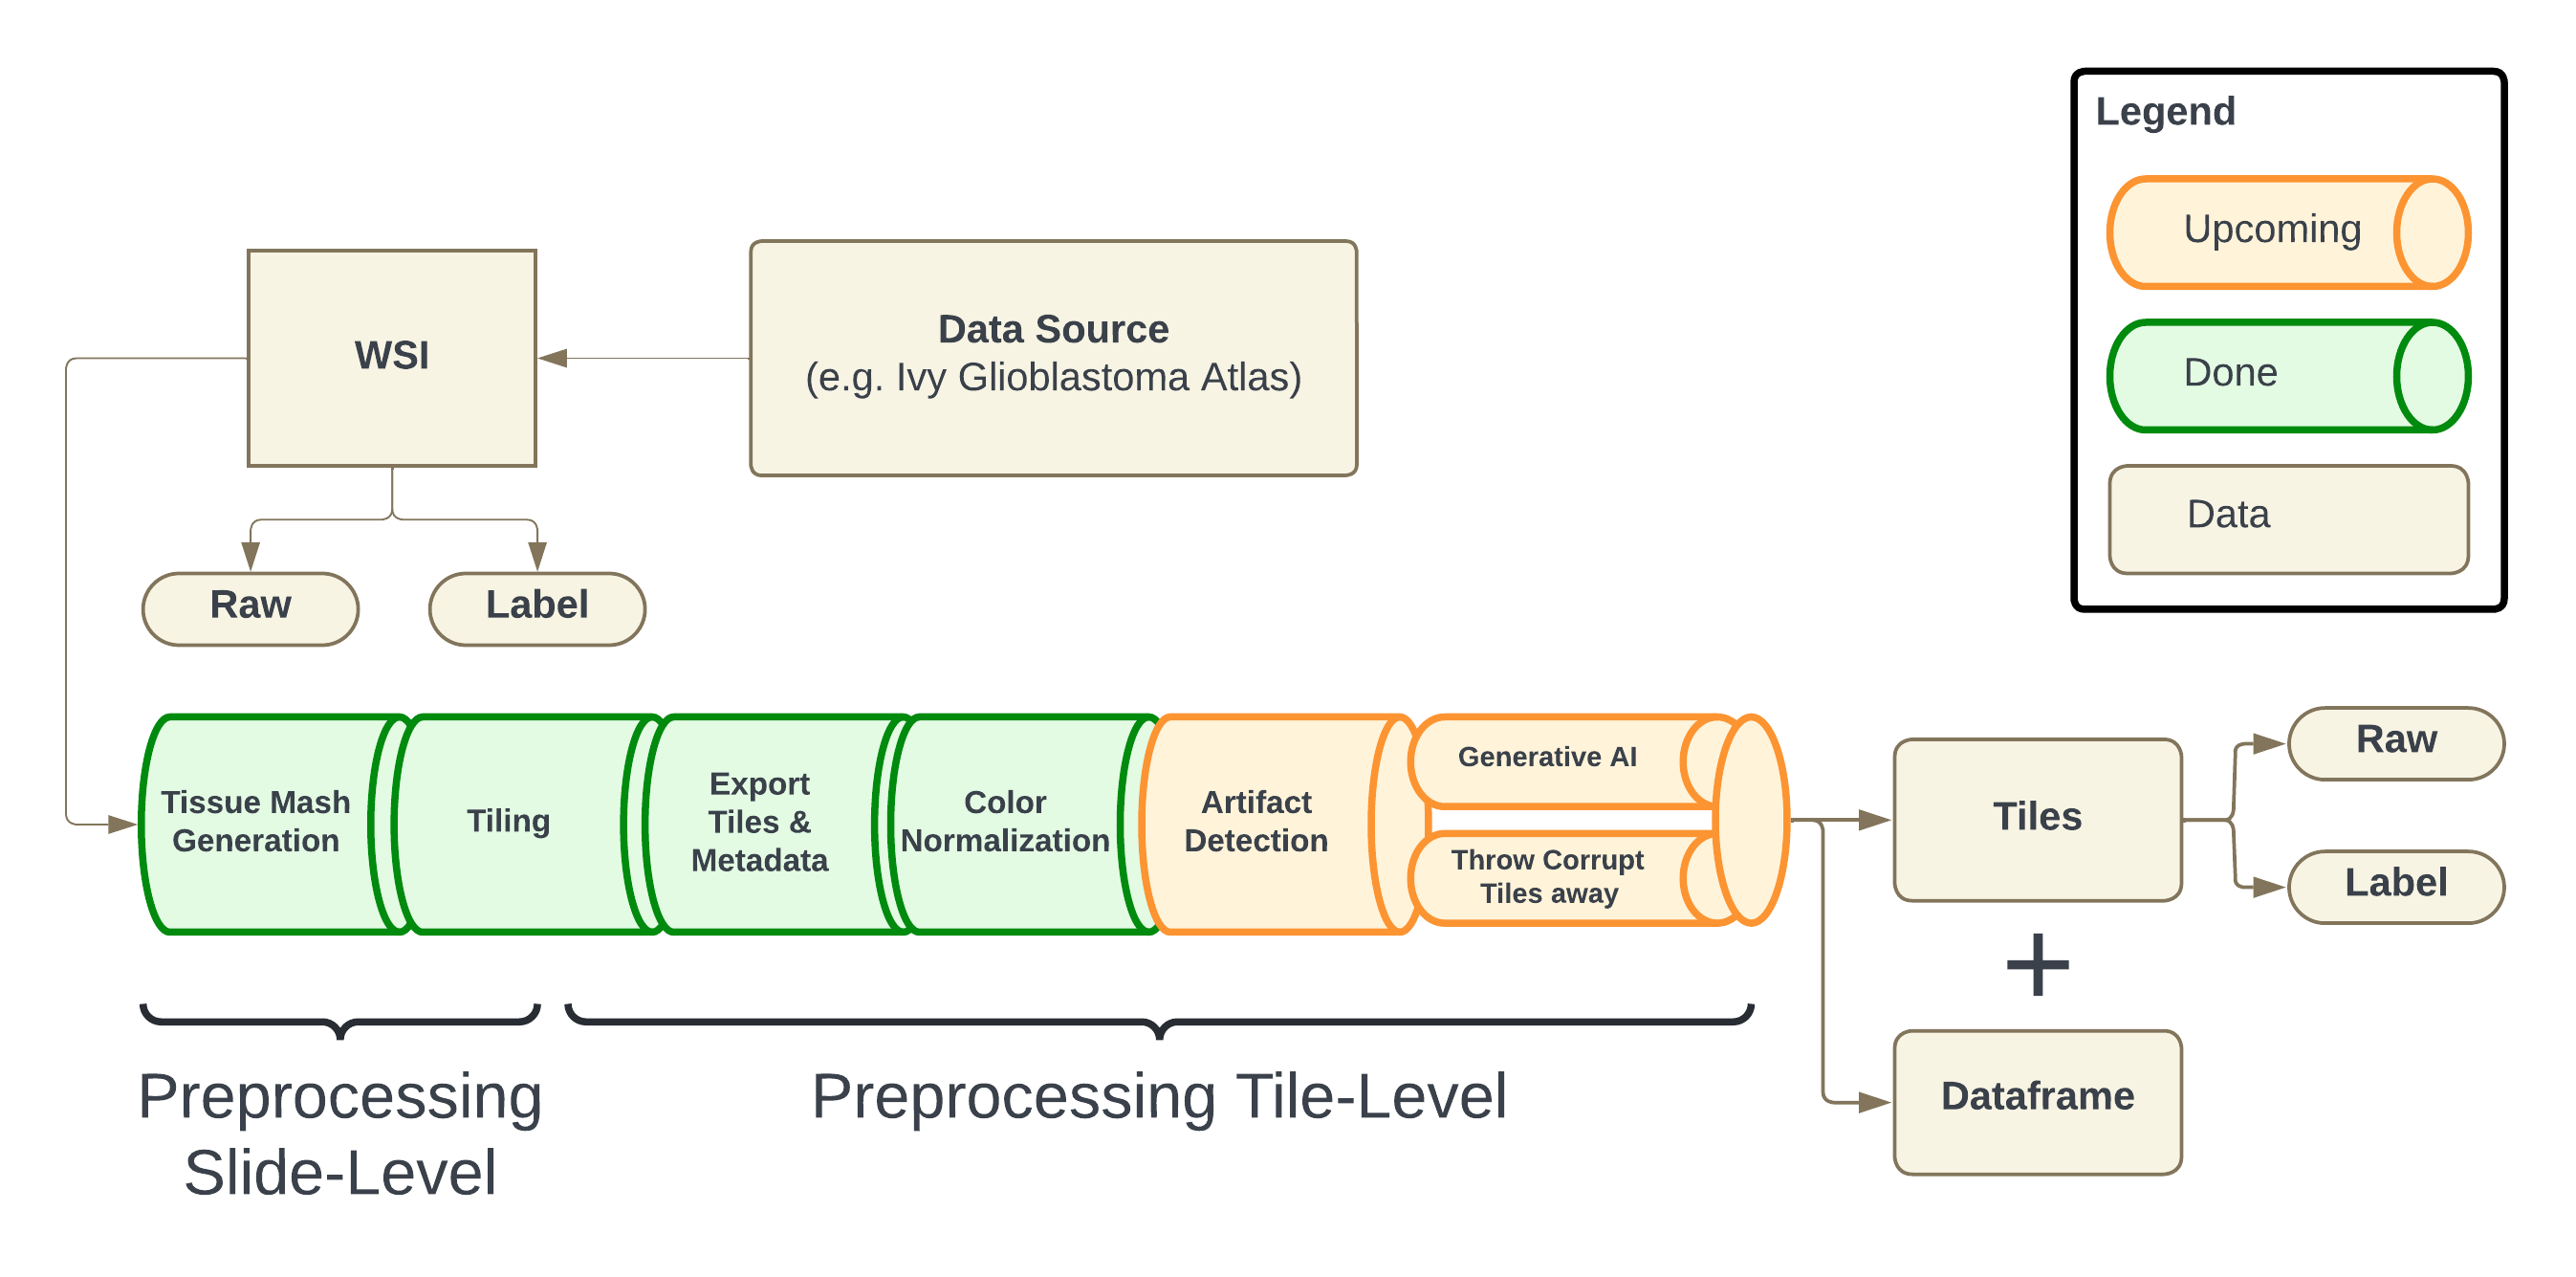 Legend
Upcoming
Done
Data
WSI
Data Source
(e.g. Ivy Glioblastoma Atlas)
Raw
Label
Tissue Mash
Generation
Tiling
Export
Tiles &
Metadata
Color
Normalization
Artifact
Detection
Generative AI
Throw Corrupt
Tiles away
Tiles
Raw
Label
+
Dataframe
Preprocessing
Slide-Level
Preprocessing Tile-Level